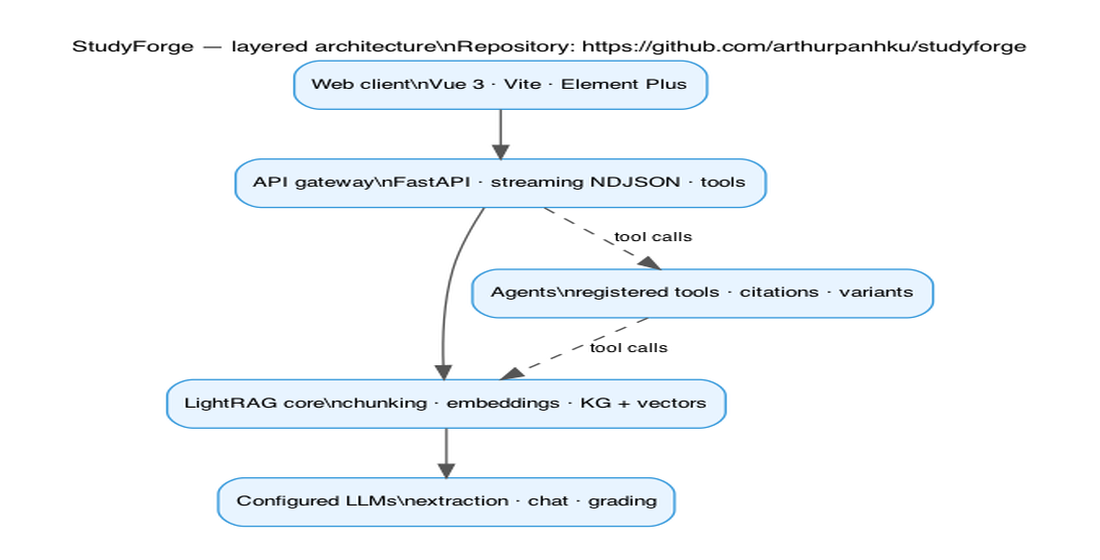 StudyForge — layered architecture\nRepository: https://github.com/arthurpanhku/studyforge
Web client\nVue 3 · Vite · Element Plus
API gateway\nFastAPI · streaming NDJSON · tools
tool calls
Agents\nregistered tools · citations · variants
tool calls
LightRAG core\nchunking · embeddings · KG + vectors
Configured LLMs\nextraction · chat · grading